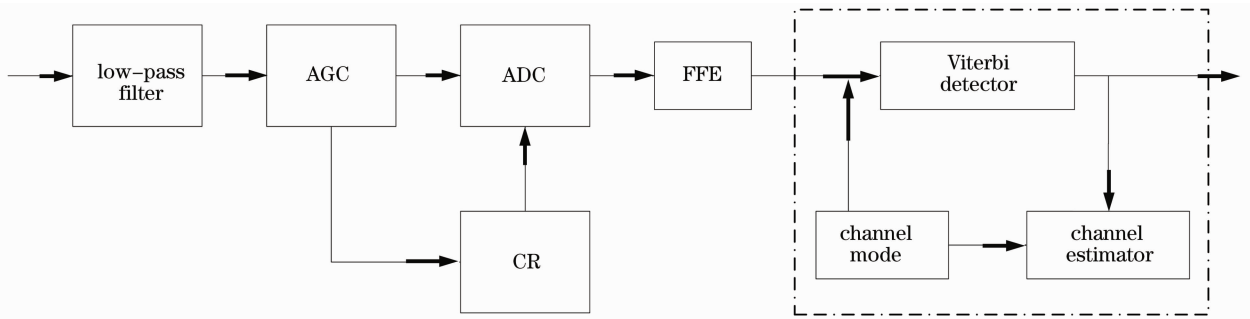 low-pass
filter
AGC
ADC
FFE
Viterbi
detector
CR
channel
mode
channel
estimator